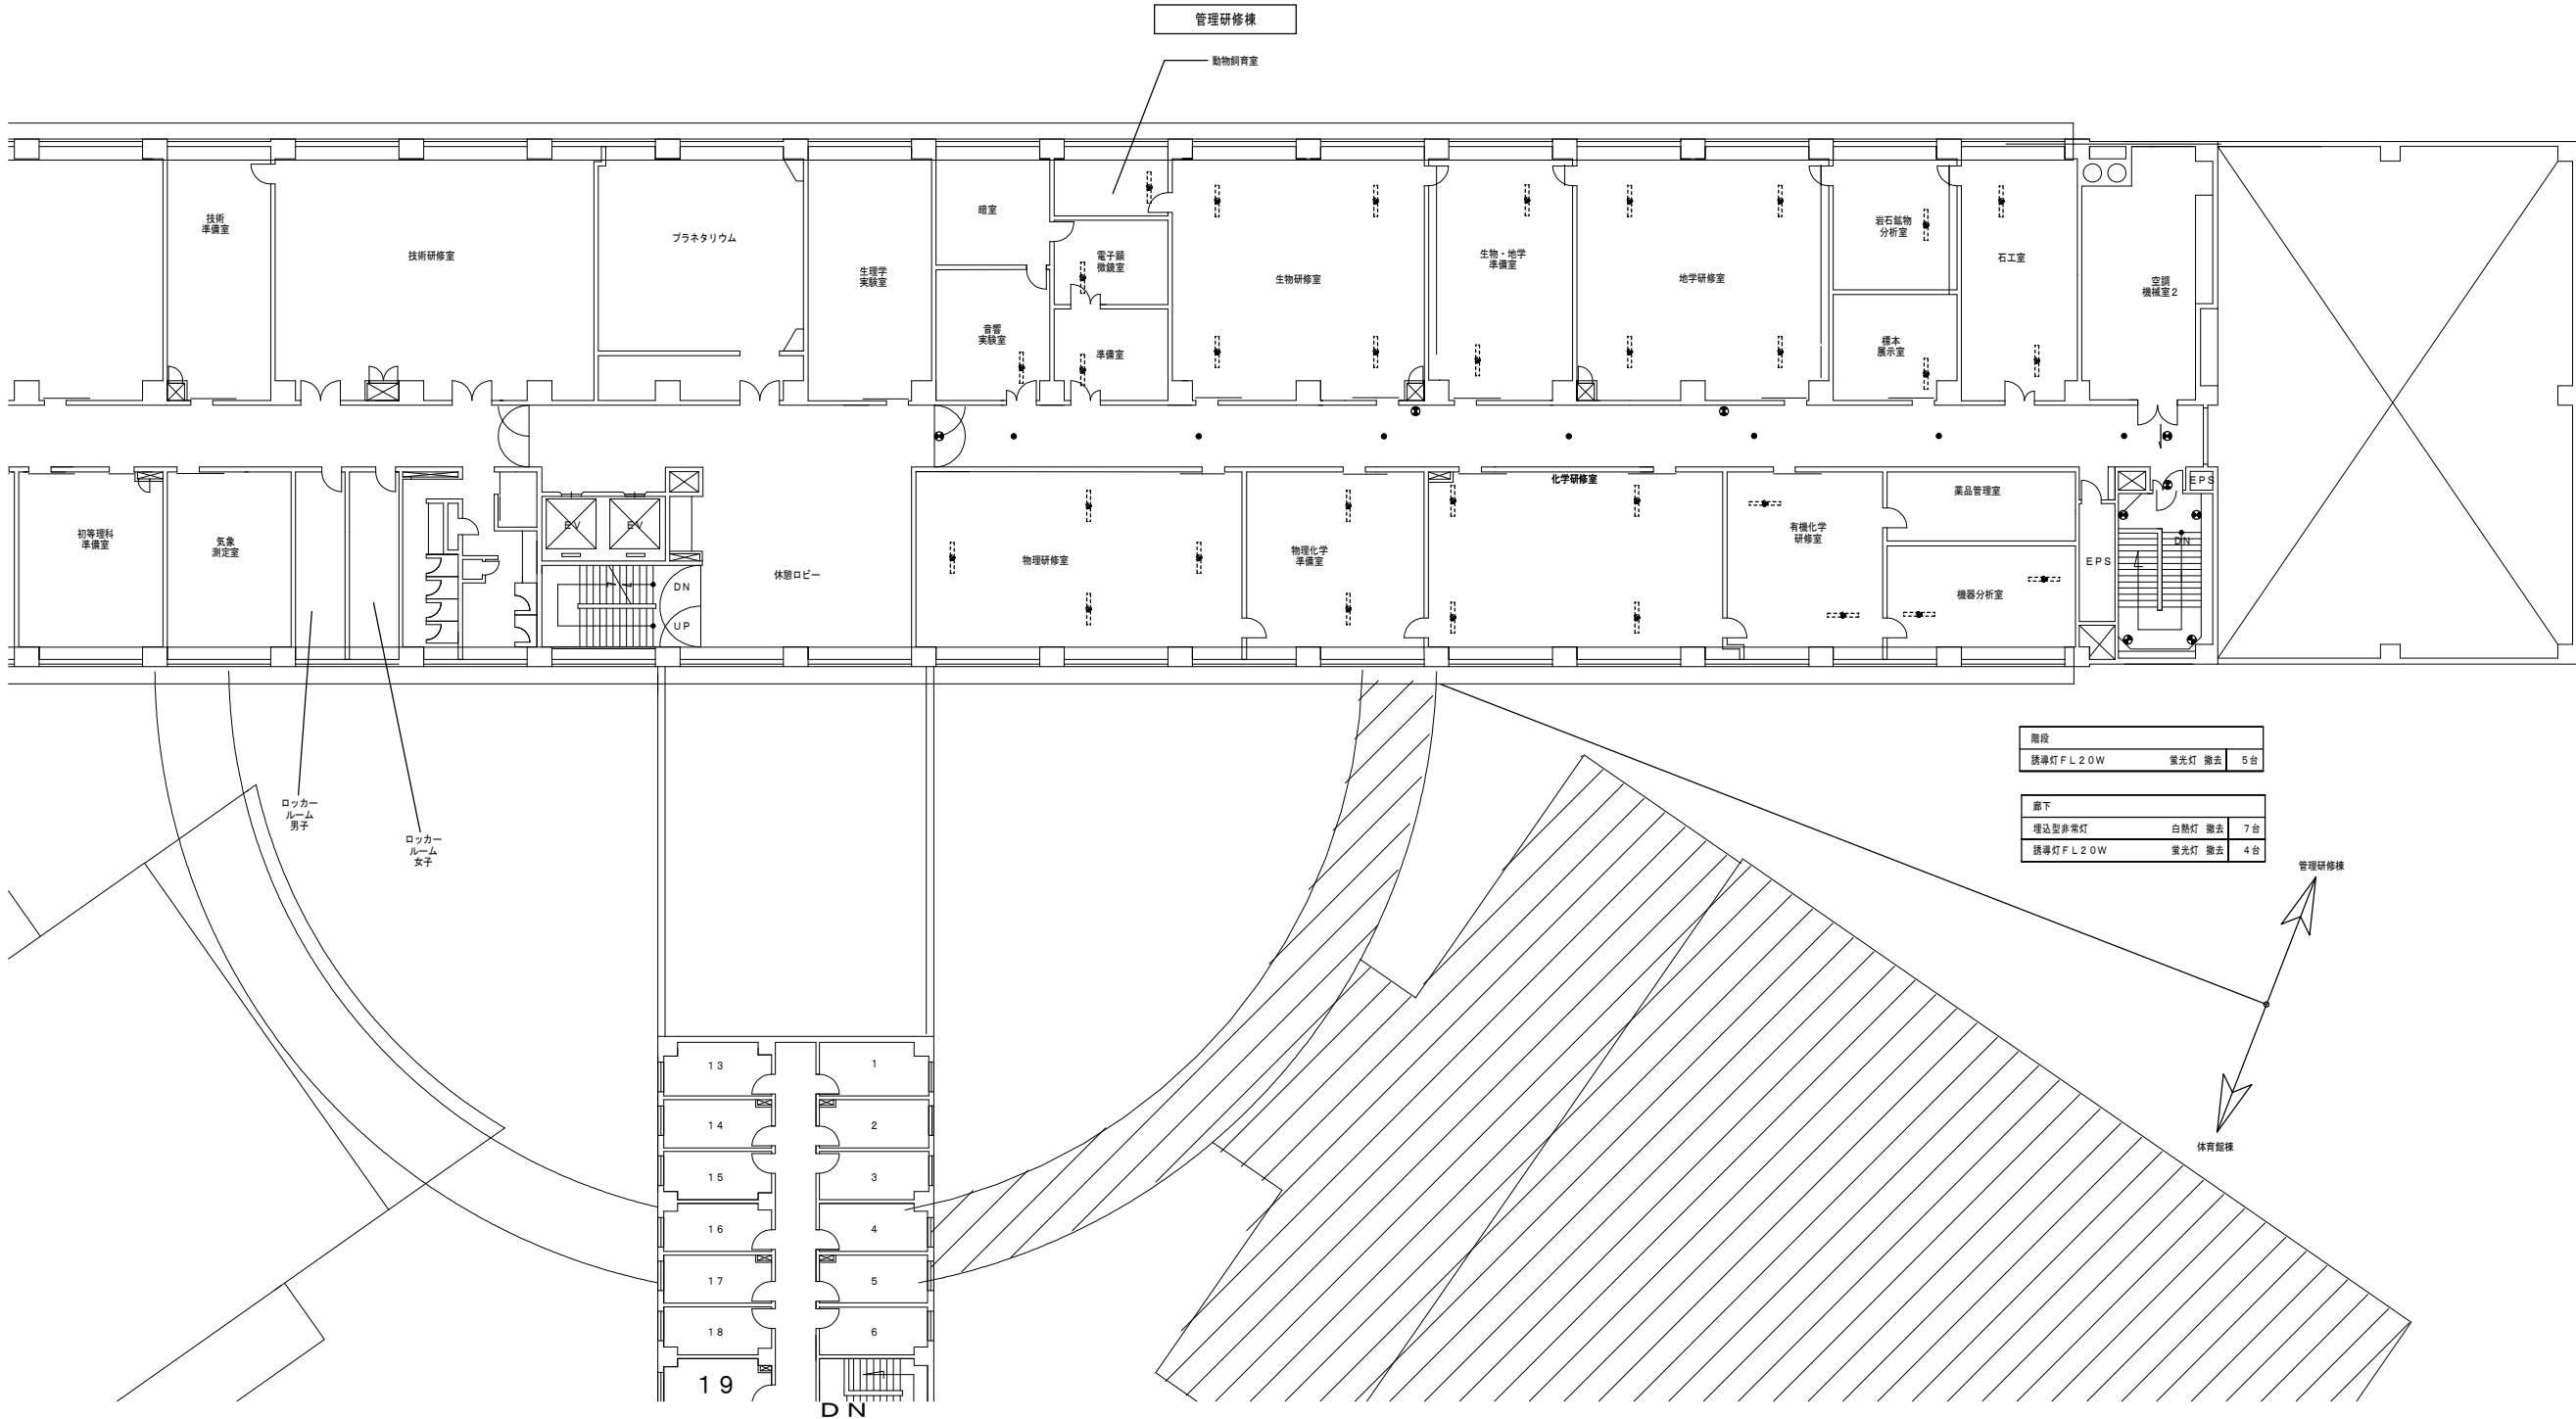 管理研修棟
動物飼育室
技術
準備室
技術研修室
プラネタリウム
生理学
実験室
暗室
音響
実験室
電子顕
微鏡室
準備室
生物研修室
生物・地学
準備室
地学研修室
岩石鉱物
分析室
標本
展示室
石工室
空調
機械室2
初等理科
準備室
気象
測定室
EV
EV
DN
UP
休憩ロビー
物理研修室
物理化学
準備室
化学研修室
有機化学
研修室
薬品管理室
機器分析室
EPS
EPS
DN
ロッカー
ルーム
男子
ロッカー
ルーム
女子
階段
誘導灯FL20W 蛍光灯 撤去 5台
廊下
埋込型非常灯 白熱灯 撤去 7台
誘導灯FL20W 蛍光灯 撤去 4台
管理研修棟
体育館棟
13 1
14 2
15 3
16 4
17 5
18 6
19
DN